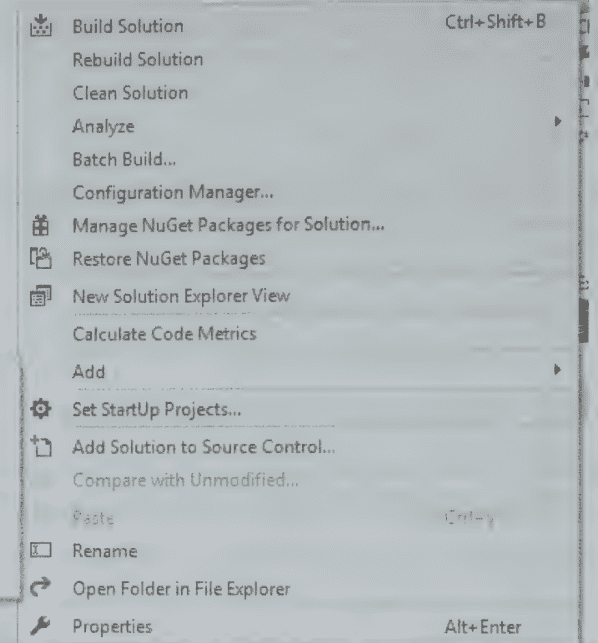 Build Solution Ctrl+Shift+B
Rebuild Solution
Clean Solution
Analyze
Batch Build...
Configuration Manager...
Manage NuGet Packages for Solution...
Restore NuGet Packages
New Solution Explorer View
Calculate Code Metrics
Add
Set StartUp Projects...
Add Solution to Source Control...
Compare with Unmodified...
Paste
Rename
Open Folder in File Explorer
Properties Alt+Enter